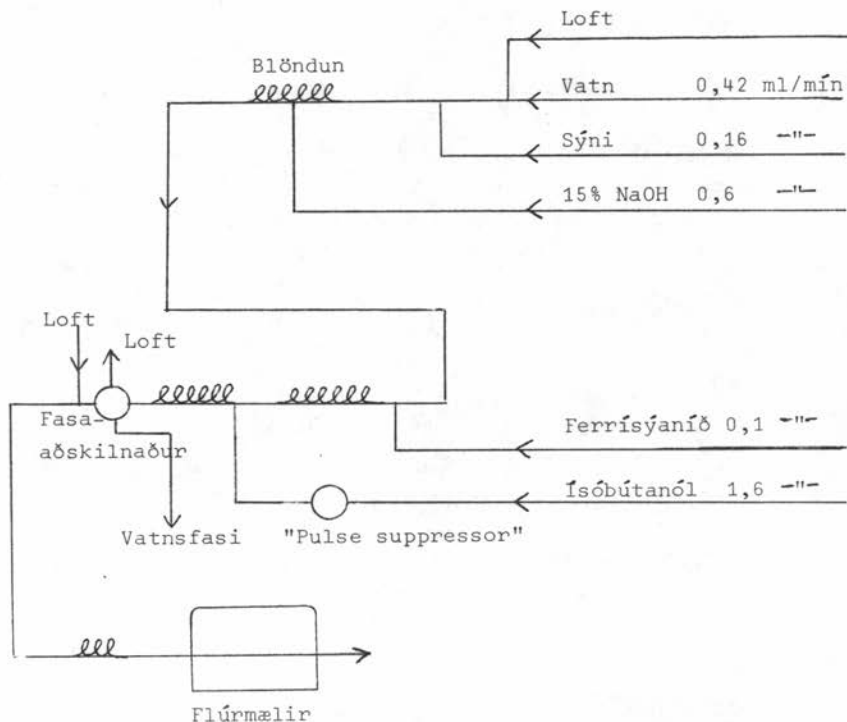 Loft
Blöndun
Vatn 0,42 ml/mín
Sýni 0,16 -"-
15% NaOH 0,6 -"-
Loft
Loft
Fasa-
aðskilnaður
Ferrísýaníð 0,1 -"-
Ísóbútanól 1,6 -"-
Vatnsfasi "Pulse suppressor"
Flúrmælir